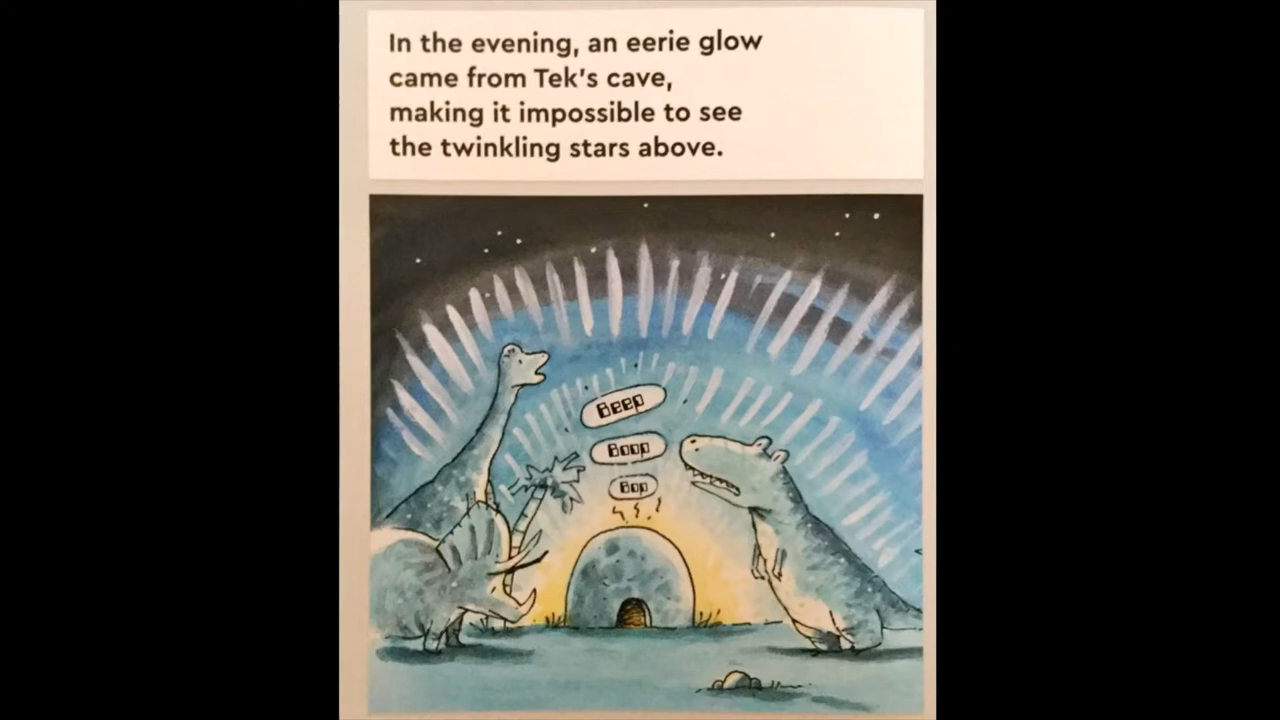 In the evening, an eerie glow
came from Tek's cave,
making it impossible to see
the twinkling stars above.
Beep
Boop
Bop